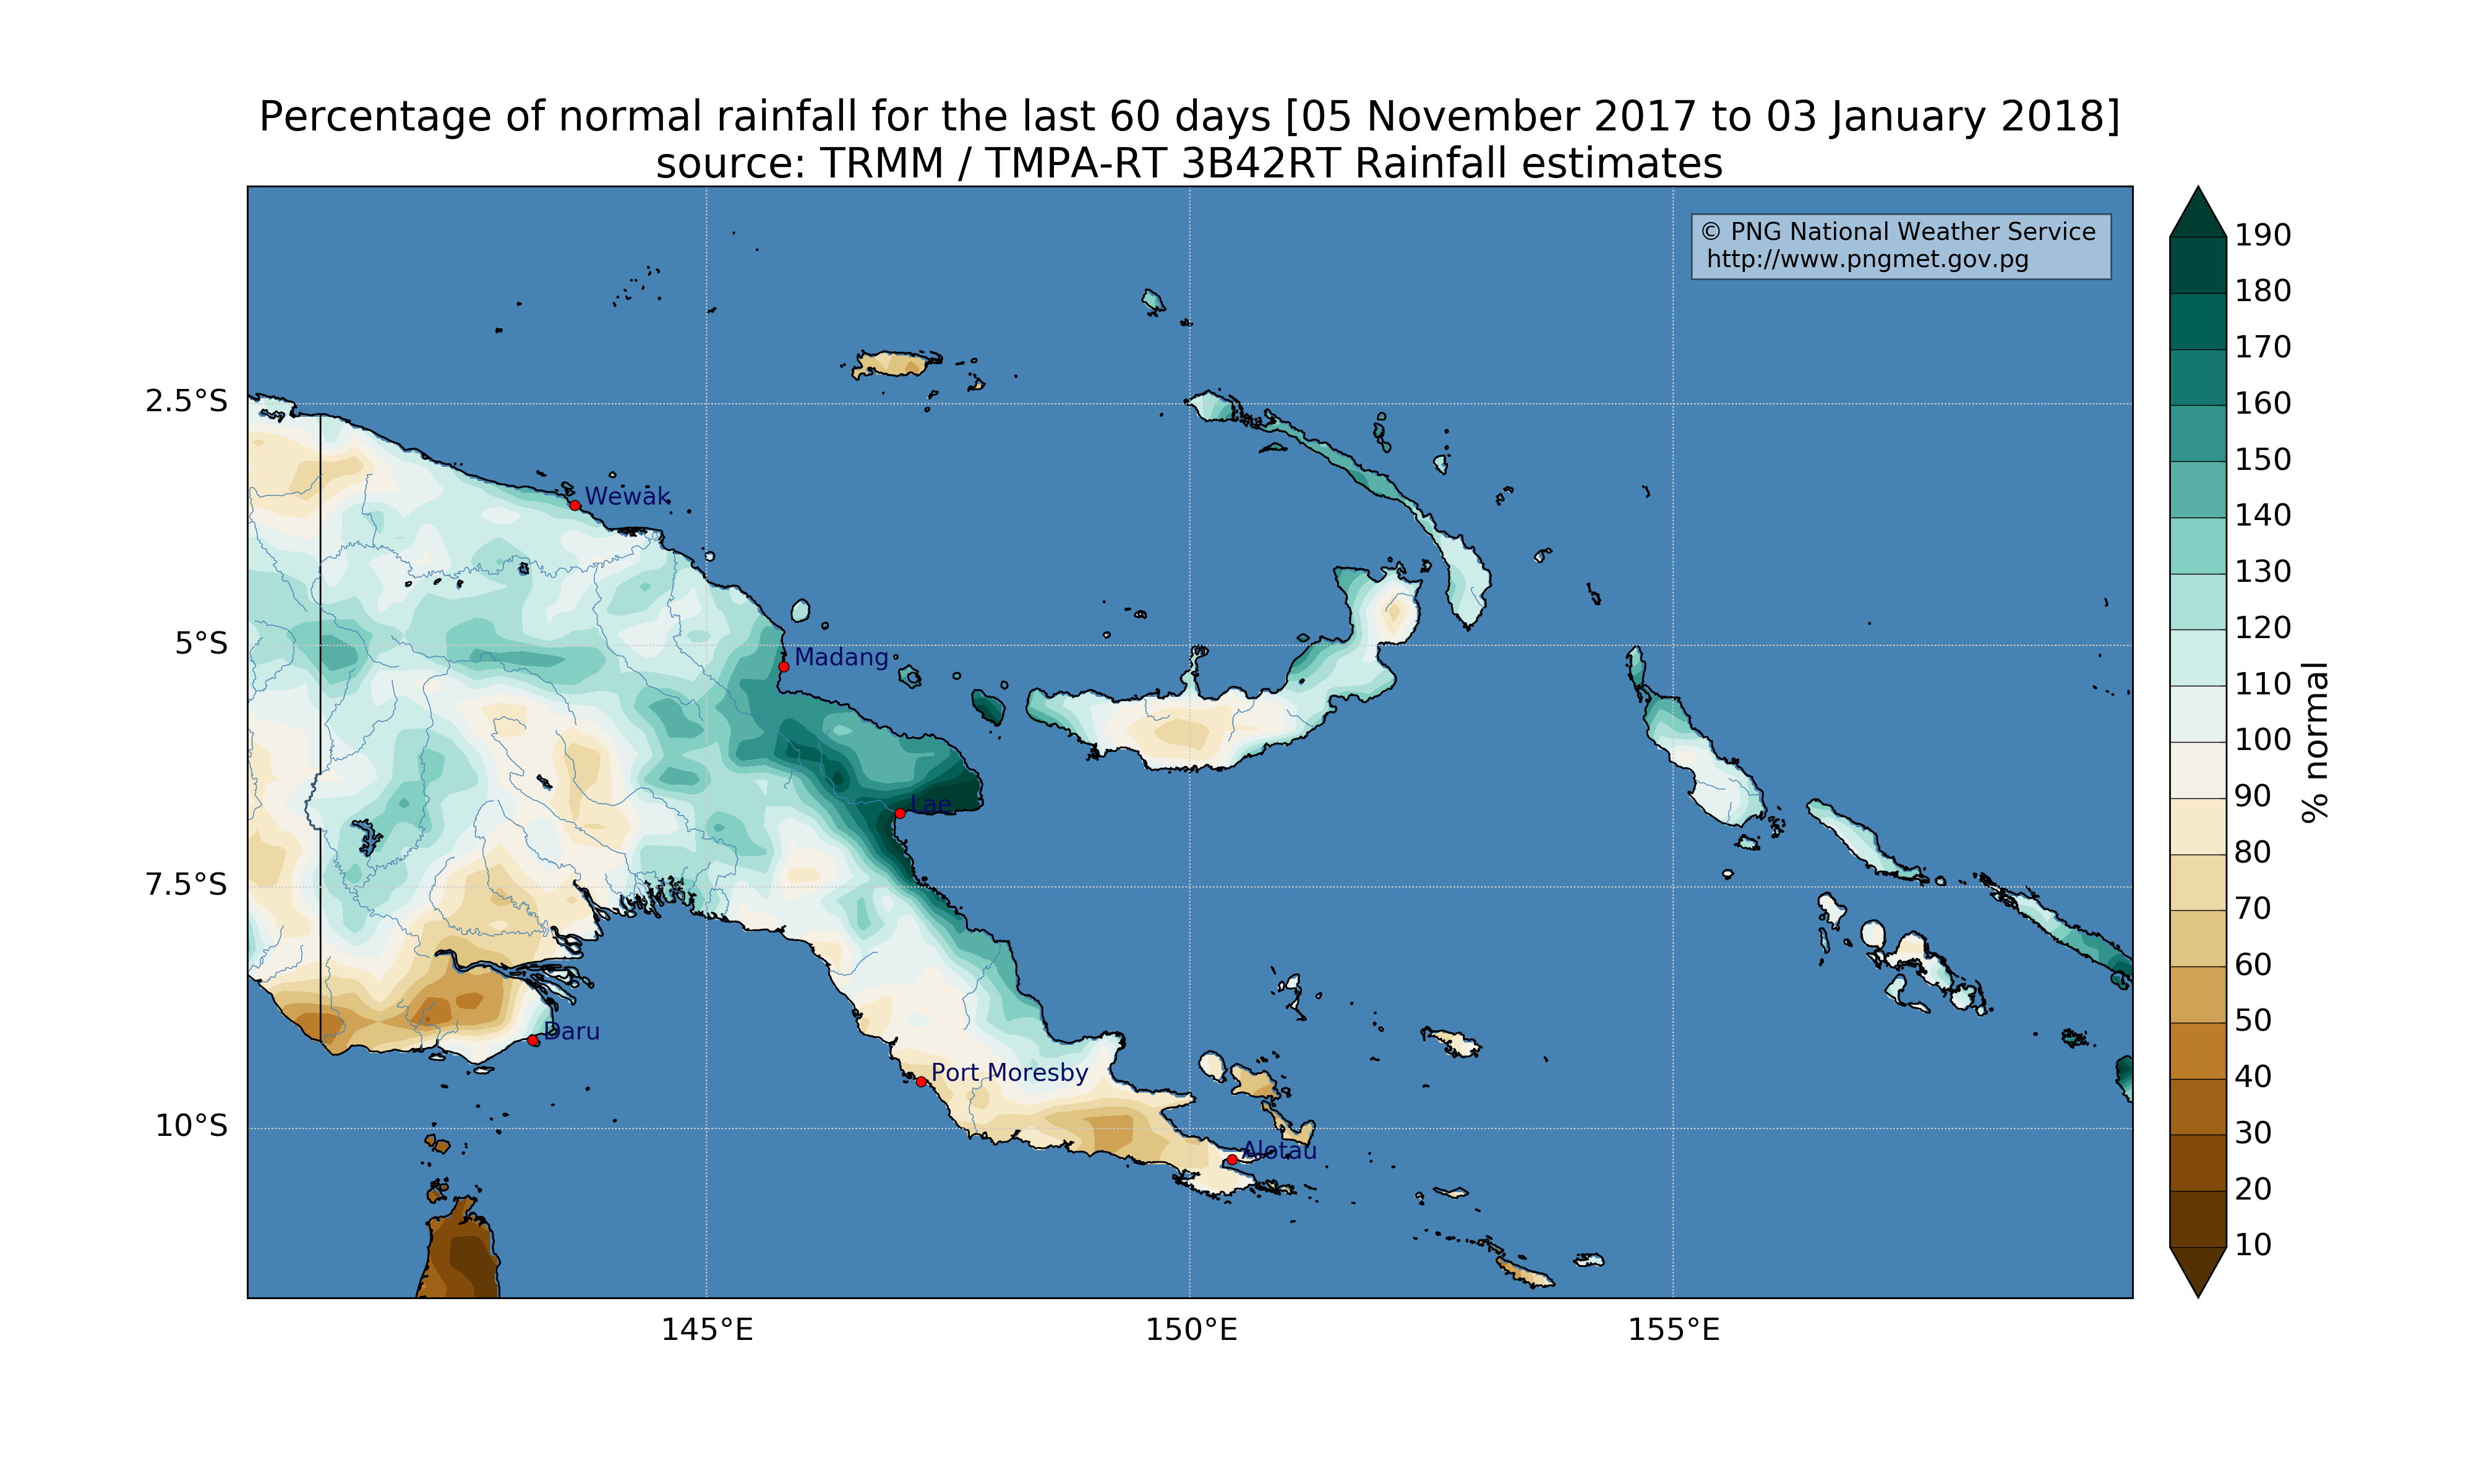 Percentage of normal rainfall for the last 60 days [05 November 2017 to 03 January 2018]
source: TRMM / TMPA-RT 3B42RT Rainfall estimates
© PNG National Weather Service
http://www.pngmet.gov.pg
2.5°S
5°S
7.5°S
10°S
145°E
150°E
155°E
Wewak
Madang
Lae
Daru
Port Moresby
Alotau
190
180
170
160
150
140
130
120
110
100
90
80
70
60
50
40
30
20
10
% normal